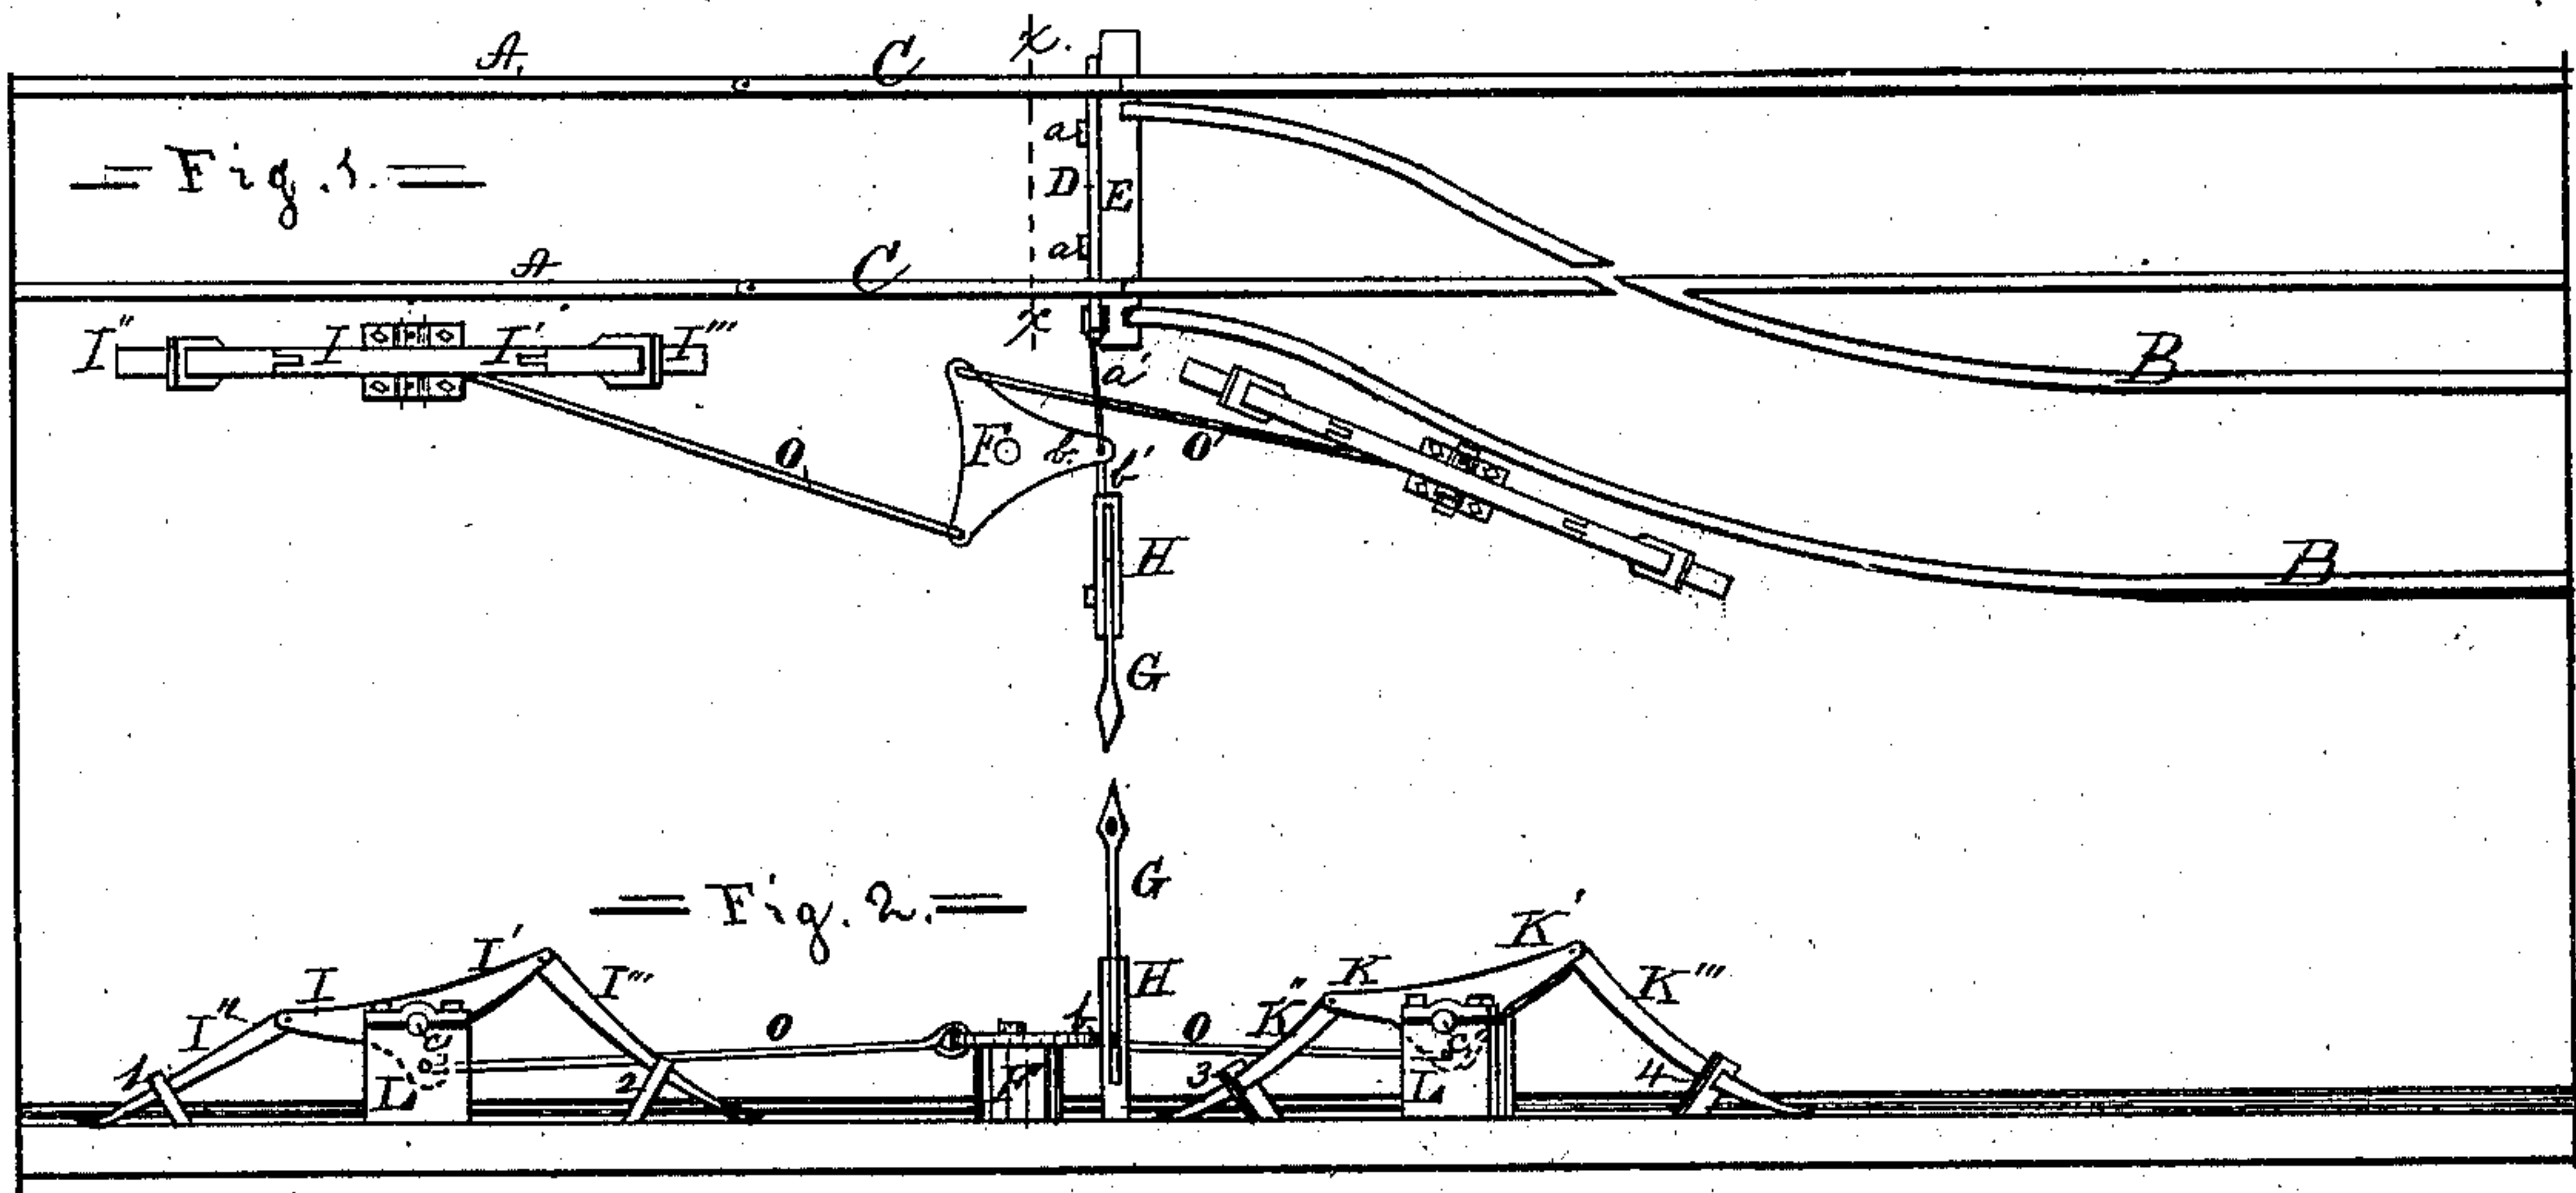 A.
C
x.
= Fig. 1. =
a
D
E
a
A
C
x
I''
I
I'
I'''
a'
B
F
b
b'
O
O'
H
B
G
= Fig. 2. =
G
I'
I
I'''
I''
H
K'
K
K'''
K''
O
b
O
c
c
1
2
3
4
L
F
L